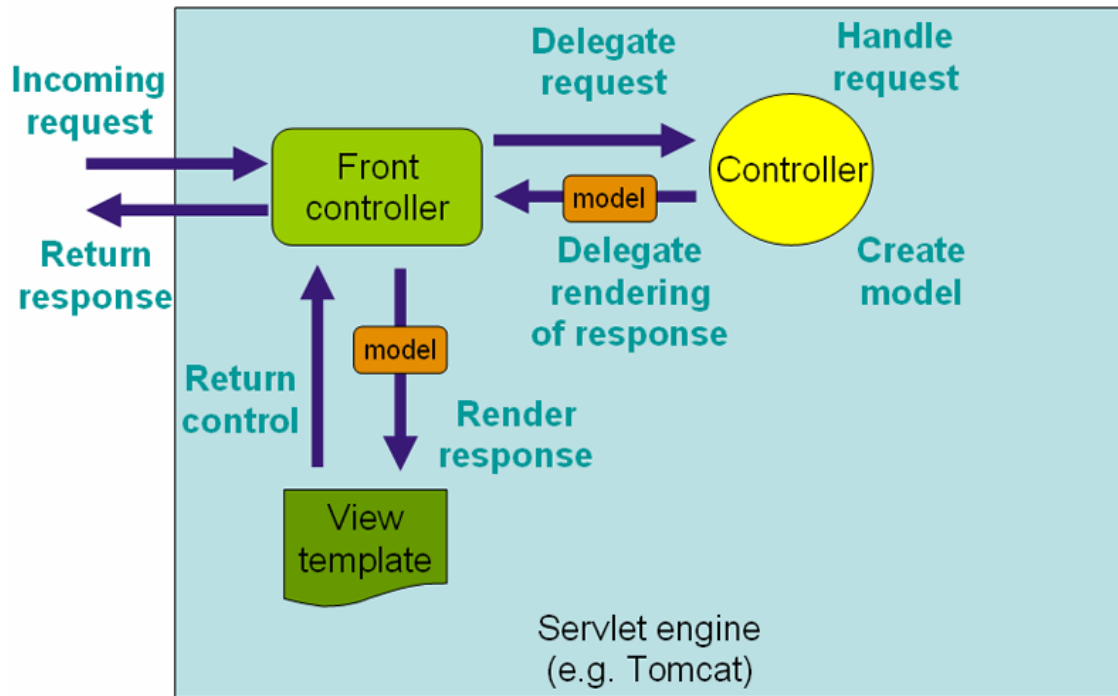 Incoming
request
Return
response
Front
controller
Delegate
request
Handle
request
Controller
model
Delegate
rendering
of response
Create
model
Return
control
model
Render
response
View
template
Servlet engine
(e.g. Tomcat)